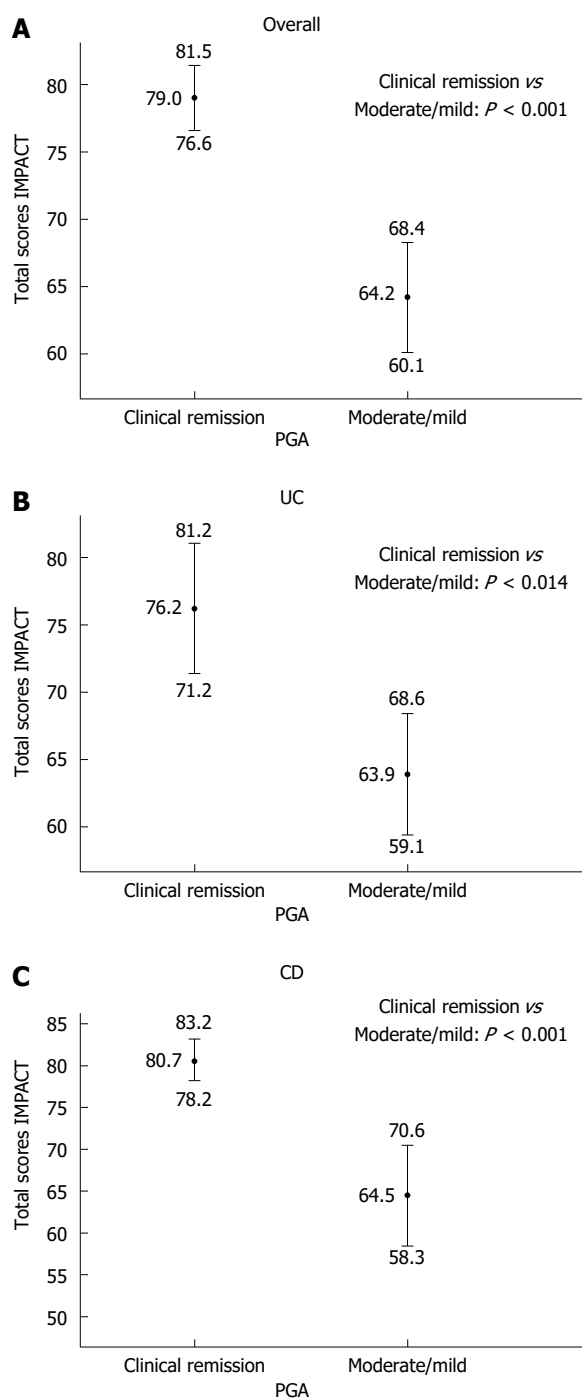 A
Overall
Total scores IMPACT
80
75
70
65
60
81.5
79.0
76.6
Clinical remission vs
Moderate/mild: P < 0.001
68.4
64.2
60.1
Clinical remission
Moderate/mild
PGA
B
UC
Total scores IMPACT
80
75
70
65
60
81.2
76.2
71.2
Clinical remission vs
Moderate/mild: P < 0.014
68.6
63.9
59.1
Clinical remission
Moderate/mild
PGA
C
CD
Total scores IMPACT
85
80
75
70
65
60
55
50
83.2
80.7
78.2
Clinical remission vs
Moderate/mild: P < 0.001
70.6
64.5
58.3
Clinical remission
Moderate/mild
PGA